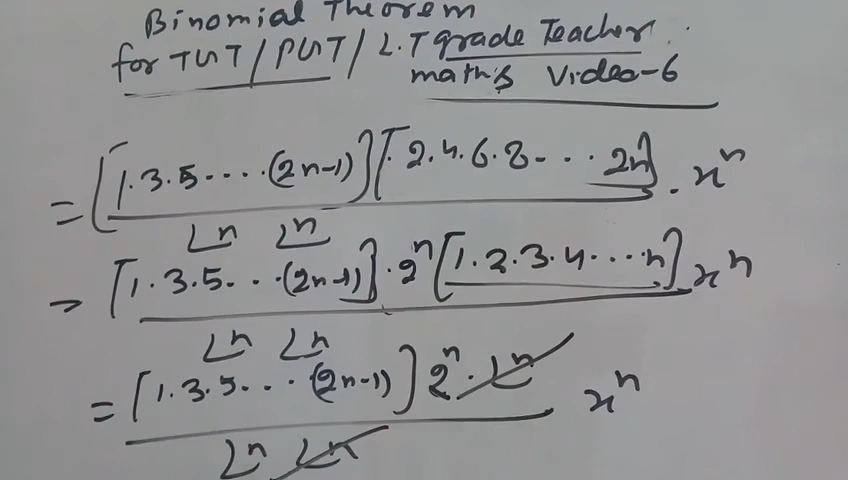 Binomial Theorem
for TGT / PGT / L.T grade Teacher
maths Video-6
= [1.3.5....(2n-1)] [2.4.6.8-... 2n] . x^n
∟n ∟n
→ [1.3.5...(2n-1)] . 2^n [1.2.3.4....n] x^n
∟n ∟n
= [1.3.5...(2n-1)] 2^n . ∟n x^n
∟n ∟n